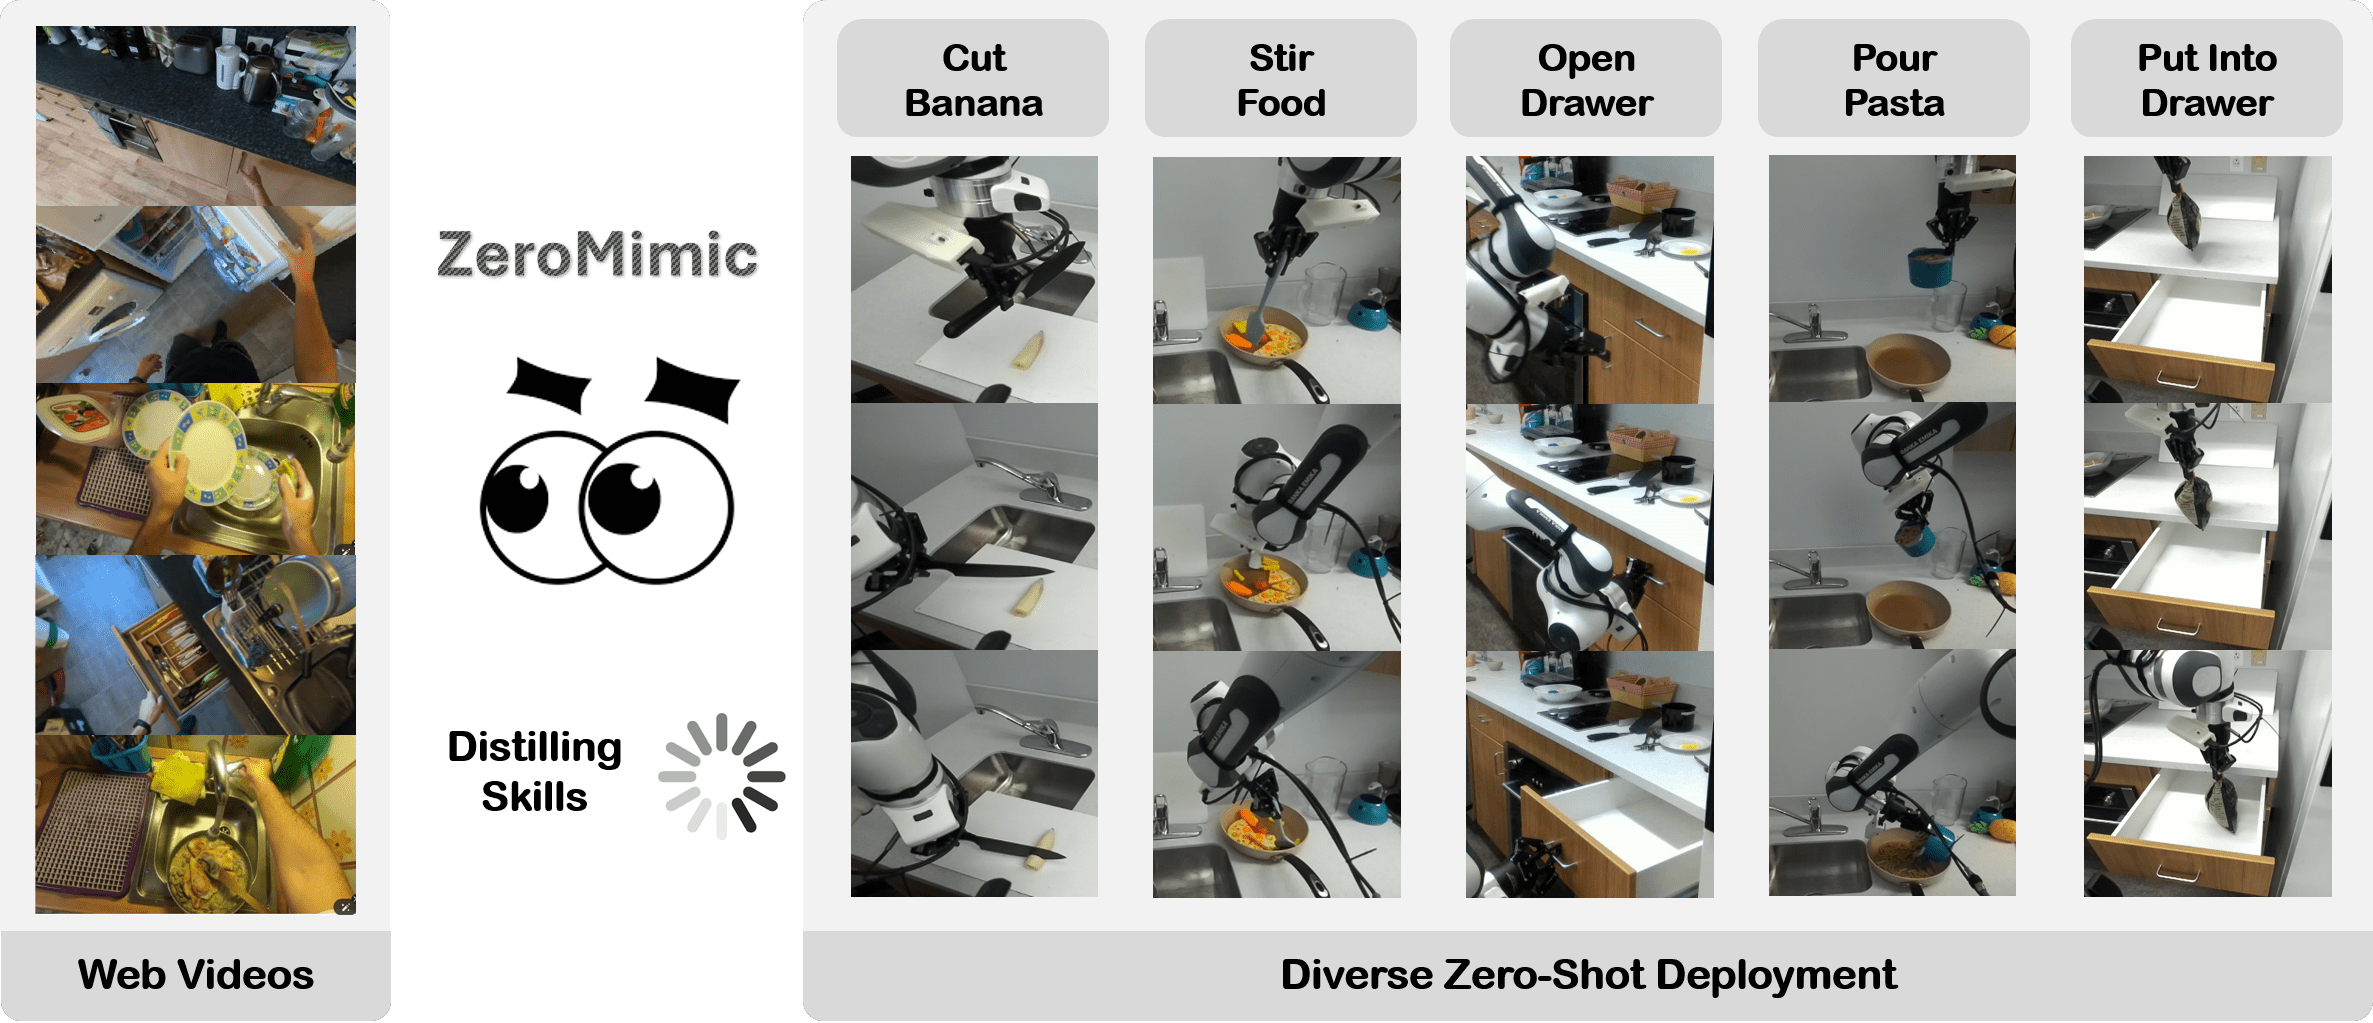 Cut
Banana
Stir
Food
Open
Drawer
Pour
Pasta
Put Into
Drawer
ZeroMimic
Distilling
Skills
Web Videos
Diverse Zero-Shot Deployment